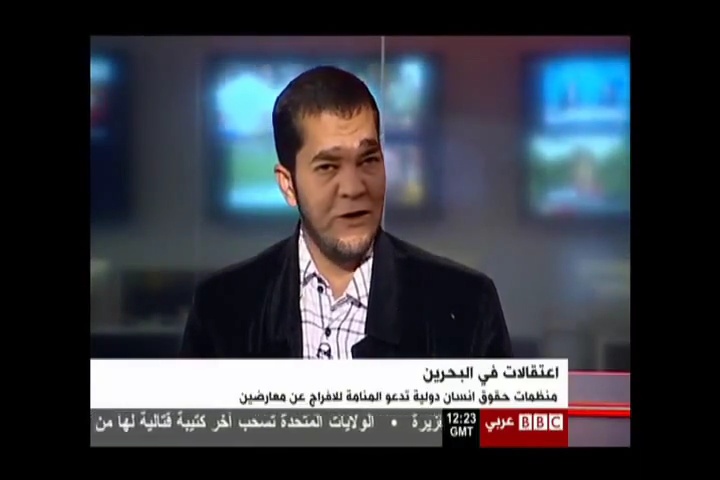 اعتقالات في البحرين
منظمات حقوق انسان دولية تدعو المنامة للافراج عن معارضين
BBC عربي
12:23
GMT
زيرة • الولايات المتحدة تسحب آخر كتيبة قتالية لها من